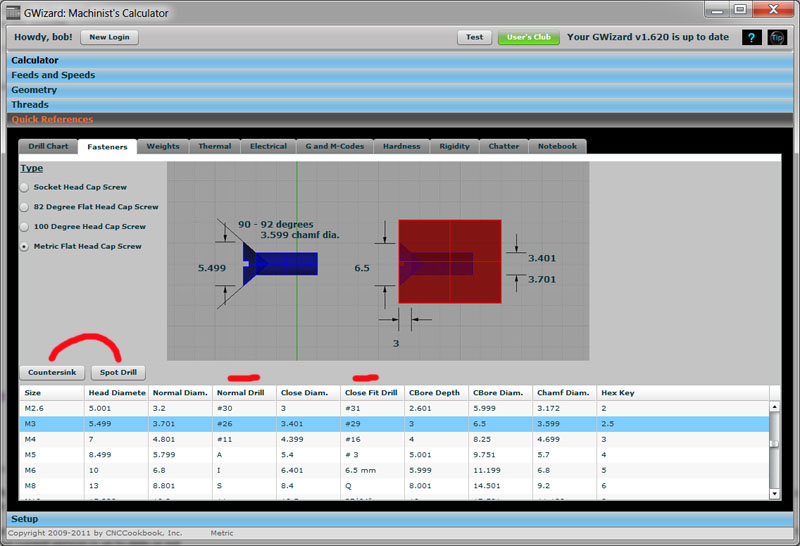 GWizard: Machinist's Calculator
Howdy, bob! New Login Test User's Club Your GWizard v1.620 is up to date ? Tip
Calculator
Feeds and Speeds
Geometry
Threads
Quick References
Drill Chart Fasteners Weights Thermal Electrical G and M-Codes Hardness Rigidity Chatter Notebook
Type
Socket Head Cap Screw
82 Degree Flat Head Cap Screw
100 Degree Head Cap Screw
Metric Flat Head Cap Screw
90 - 92 degrees
3.599 chamf dia.
5.499
6.5
3.401
3.701
3
Countersink Spot Drill
Size Head Diamete Normal Diam. Normal Drill Close Diam. Close Fit Drill CBore Depth CBore Diam. Chamf Diam. Hex Key
M2.6 5.001 3.2 #30 3 #31 2.601 5.999 3.172 2
M3 5.499 3.701 #26 3.401 #29 3 6.5 3.599 2.5
M4 7 4.801 #11 4.399 #16 4 8.25 4.699 3
M5 8.499 5.799 A 5.4 # 3 5.001 9.751 5.7 4
M6 10 6.8 I 6.401 6.5 mm 5.999 11.199 6.8 5
M8 13 8.801 S 8.4 Q 8.001 14.501 9.2 6
Setup
Copyright 2009-2011 by CNCCookbook, Inc. Metric